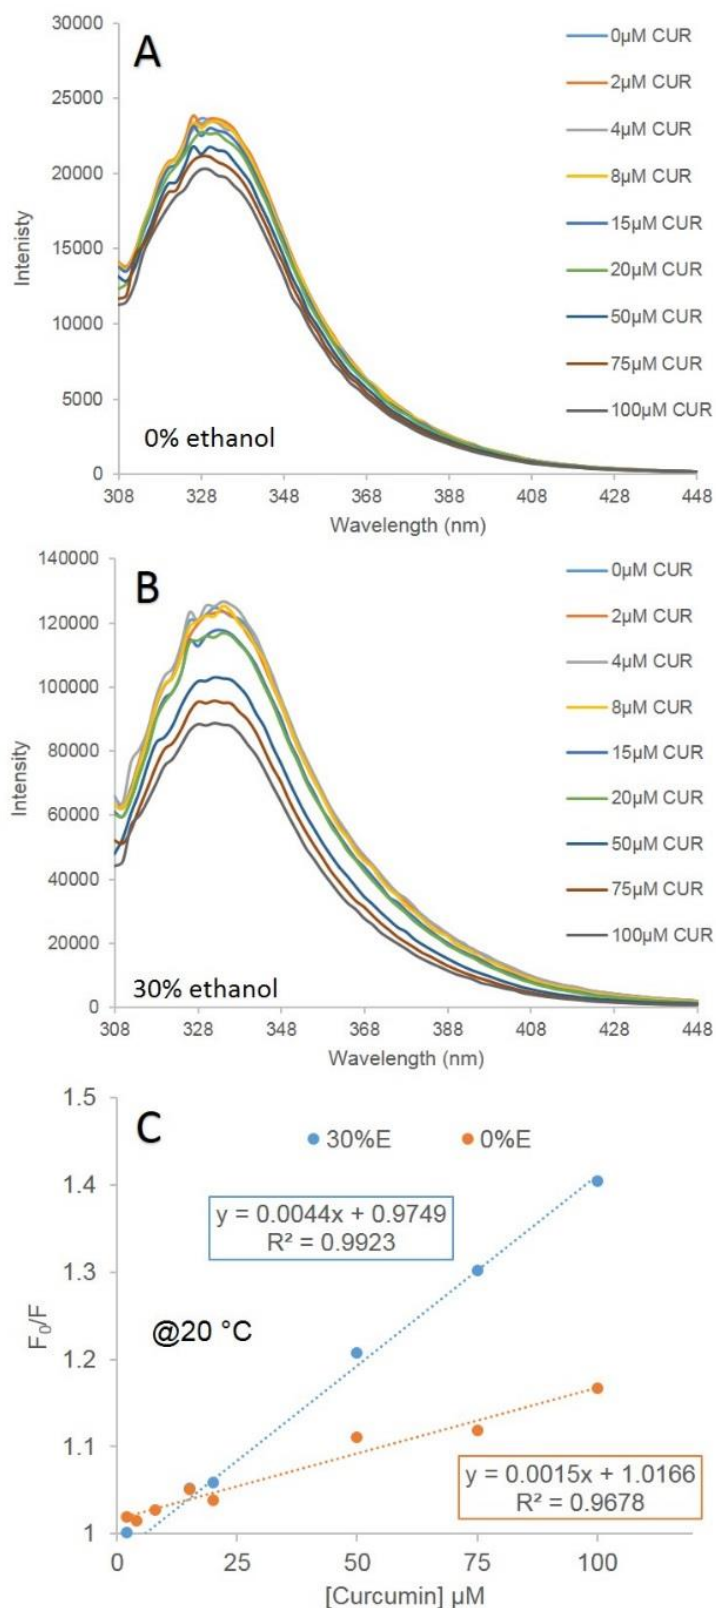 A
30000
25000
20000
15000
10000
5000
0
Intenisty
0% ethanol
308 328 348 368 388 408 428 448
Wavelength (nm)
0µM CUR
2µM CUR
4µM CUR
8µM CUR
15µM CUR
20µM CUR
50µM CUR
75µM CUR
100µM CUR
B
140000
120000
100000
80000
60000
40000
20000
0
Intensity
30% ethanol
308 328 348 368 388 408 428 448
Wavelength (nm)
0µM CUR
2µM CUR
4µM CUR
8µM CUR
15µM CUR
20µM CUR
50µM CUR
75µM CUR
100µM CUR
C
30%E 0%E
1.5
1.4
1.3
1.2
1.1
1
F₀/F
y = 0.0044x + 0.9749
R² = 0.9923
@20 °C
y = 0.0015x + 1.0166
R² = 0.9678
0 25 50 75 100
[Curcumin] µM